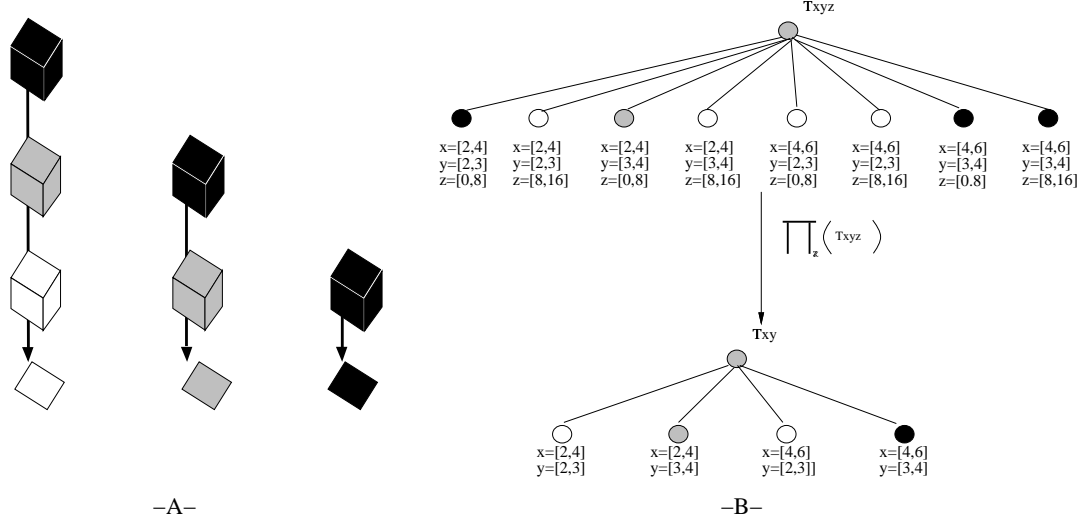 Txyz
x=[2,4] x=[2,4] x=[2,4] x=[2,4] x=[4,6] x=[4,6] x=[4,6] x=[4,6]
y=[2,3] y=[2,3] y=[3,4] y=[3,4] y=[2,3] y=[2,3] y=[3,4] y=[3,4]
z=[0,8] z=[8,16] z=[0,8] z=[8,16] z=[0,8] z=[8,16] z=[0.8] z=[8,16]
∏z ( Txyz )
Txy
x=[2,4] x=[2,4] x=[4,6] x=[4,6]
y=[2,3] y=[3,4] y=[2,3]] y=[3,4]
–A– –B–